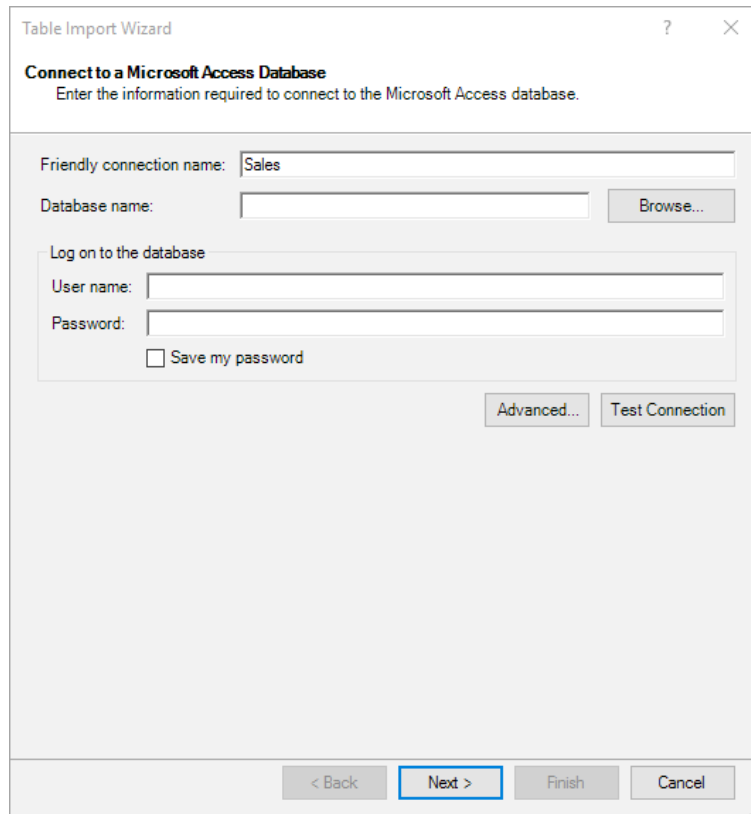 Table Import Wizard ? ×
Connect to a Microsoft Access Database
Enter the information required to connect to the Microsoft Access database.
Friendly connection name: Sales
Database name: Browse...
Log on to the database
User name:
Password:
Save my password
Advanced... Test Connection
< Back Next > Finish Cancel